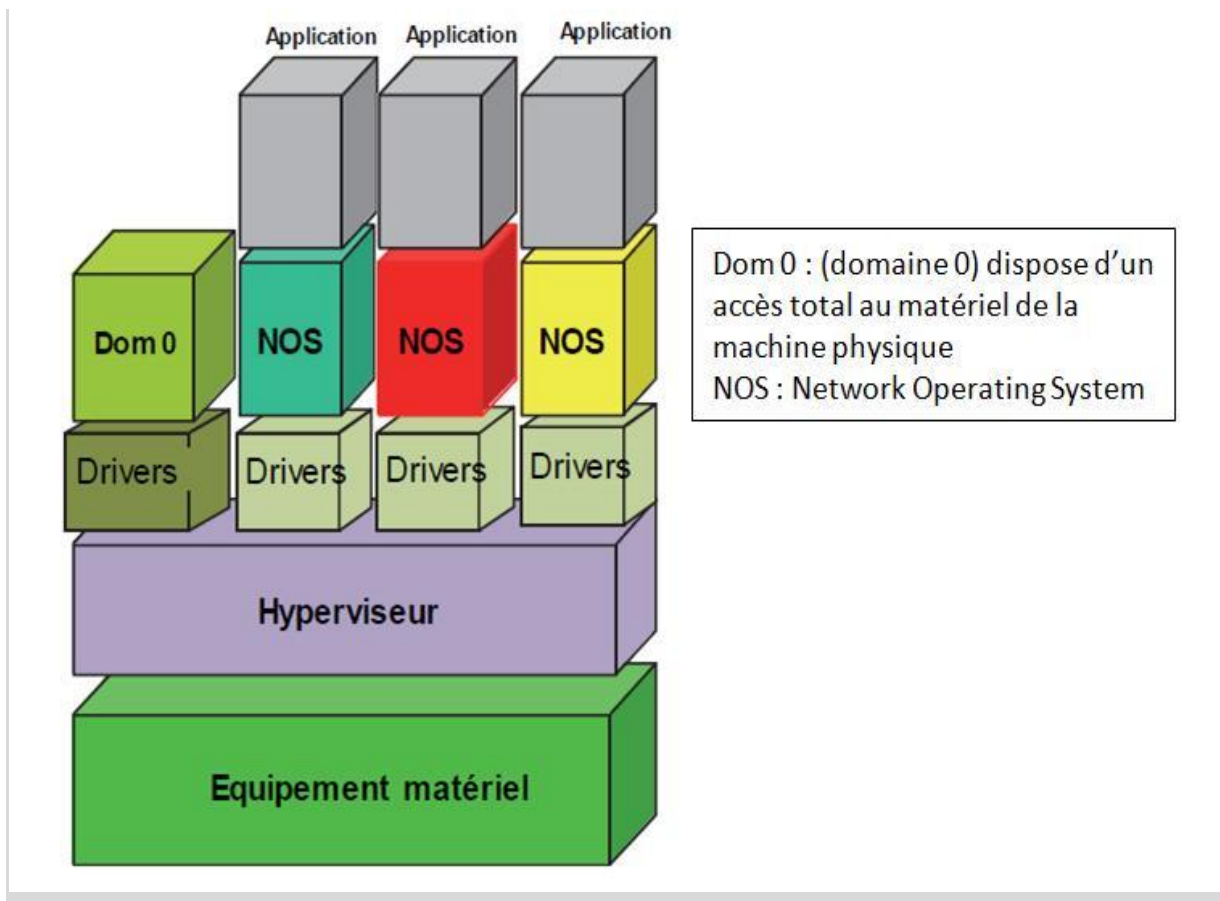 Application Application Application
Dom 0 NOS NOS NOS
Drivers Drivers Drivers Drivers
Hyperviseur
Equipement matériel
Dom 0 : (domaine 0) dispose d’un
accès total au matériel de la
machine physique
NOS : Network Operating System